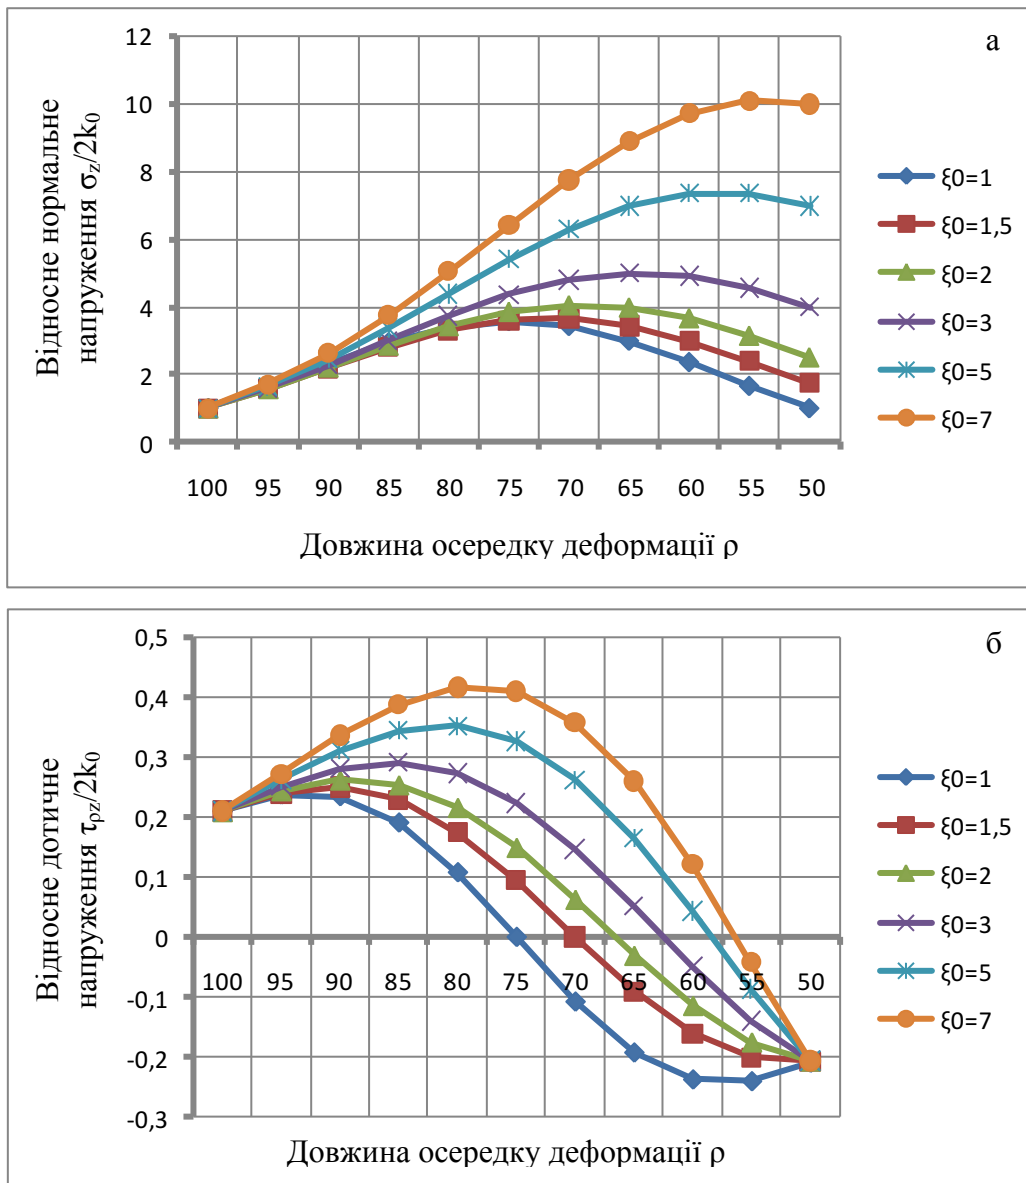 а
12
10
8
6
4
2
0
Відносне нормальне
напруження σz/2k0
100 95 90 85 80 75 70 65 60 55 50
Довжина осередку деформації ρ
ξ0=1
ξ0=1,5
ξ0=2
ξ0=3
ξ0=5
ξ0=7
б
0,5
0,4
0,3
0,2
0,1
0
-0,1
-0,2
-0,3
Відносне дотичне
напруження τρz/2k0
100 95 90 85 80 75 70 65 60 55 50
Довжина осередку деформації ρ
ξ0=1
ξ0=1,5
ξ0=2
ξ0=3
ξ0=5
ξ0=7